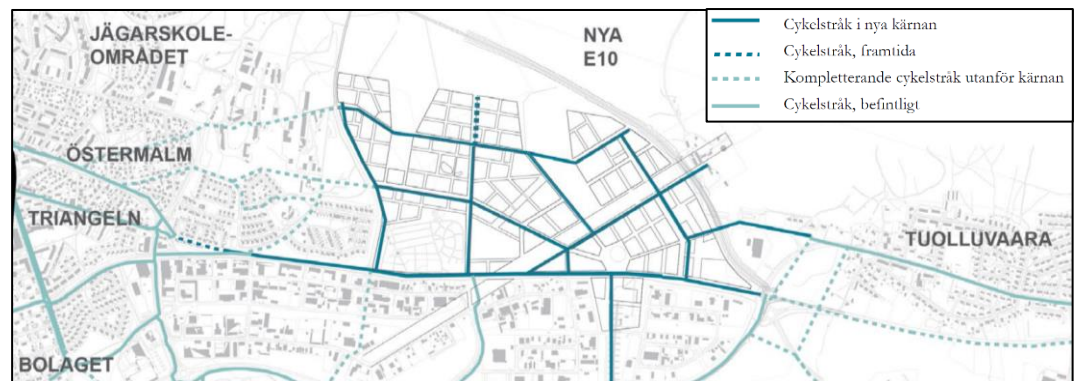 JÄGARSKOLE-
OMRÅDET
NYA
E10
Cykelstråk i nya kärnan
Cykelstråk, framtida
Kompletterande cykelstråk utanför kärnan
Cykelstråk, befintligt
ÖSTERMALM
TRIANGELN
TUOLLUVAARA
BOLAGET